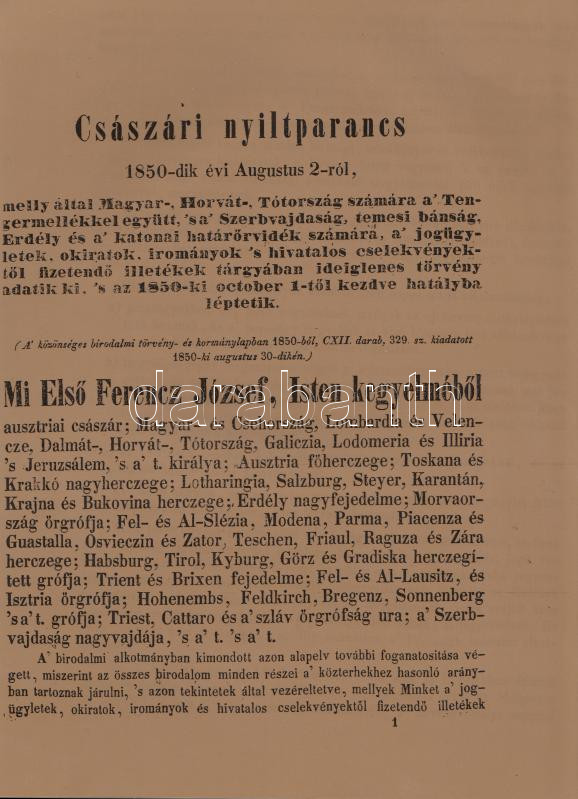 Császári nyiltparancs
1850-dik évi Augustus 2-ról,
melly által Magyar-, Horvát-, Tótország számára a' Ten-
germellékkel együtt, 's a' Szerbvajdaság, temesi bánság,
Erdély és a' katonai határőrvidék számára, a' jogügy-
letek, okiratok, irományok 's hivatalos cselekvények-
től fizetendő illetékek tárgyában ideiglenes törvény
adatik ki, 's az 1850-ki october 1-től kezdve hatályba
léptetik.
(A' közönséges birodalmi törvény- és kormánylapban 1850-ből, CXII. darab, 329. sz. kiadatott
1850-ki augustus 30-dikén.)
Mi Első Ferencz József, Isten kegyelméből
ausztriai császár; Magyar- és Csehország, Lombardia és Velen-
cze, Dalmát-, Horvát-, Tótország, Galiczia, Lodomeria és Illiria
's Jeruzsálem, 's a' t. királya; Ausztria főherczege; Toskana és
Krakkó nagyherczege; Lotharingia, Salzburg, Steyer, Karantán,
Krajna és Bukovina herczege; Erdély nagyfejedelme; Morvaor-
szág örgrófja; Fel- és Al-Slézia, Modena, Parma, Piacenza és
Guastalla, Osvieczin és Zator, Teschen, Friaul, Raguza és Zára
herczege; Habsburg, Tirol, Kyburg, Görz és Gradiska herczegí-
tett grófja; Trient és Brixen fejedelme; Fel- és Al-Lausitz, és
Isztria örgrófja; Hohenembs, Feldkirch, Bregenz, Sonnenberg
's a' t. grófja; Triest, Cattaro és a' szláv örgrófság ura; a' Szerb-
vajdaság nagyvajdája, 's a' t. 's a' t.
A' birodalmi alkotmányban kimondott azon alapelv további foganatositása vé-
gett, miszerint az összes birodalom minden részei a' közterhekhez hasonló arány-
ban tartoznak járulni, 's azon tekintetek által vezéreltetve, mellyek Minket a' jog-
ügyletek, okiratok, irományok és hivatalos cselekvényektől fizetendő illetékek
1
darabanth